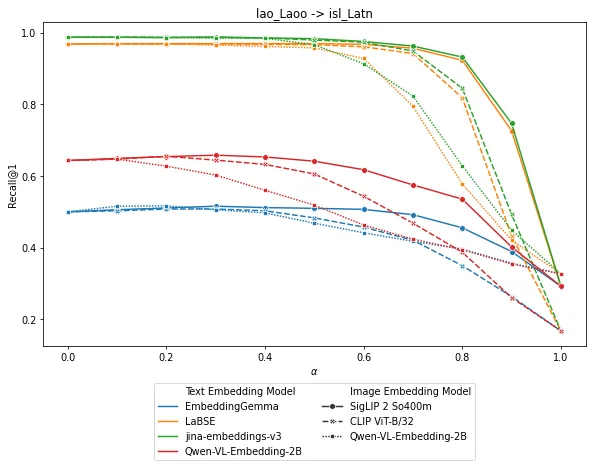 lao_Laoo -> isl_Latn
1.0
0.8
0.6
0.4
0.2
Recall@1
0.0 0.2 0.4 0.6 0.8 1.0
α
Text Embedding Model Image Embedding Model
EmbeddingGemma SigLIP 2 So400m
LaBSE CLIP ViT-B/32
jina-embeddings-v3 Qwen-VL-Embedding-2B
Qwen-VL-Embedding-2B